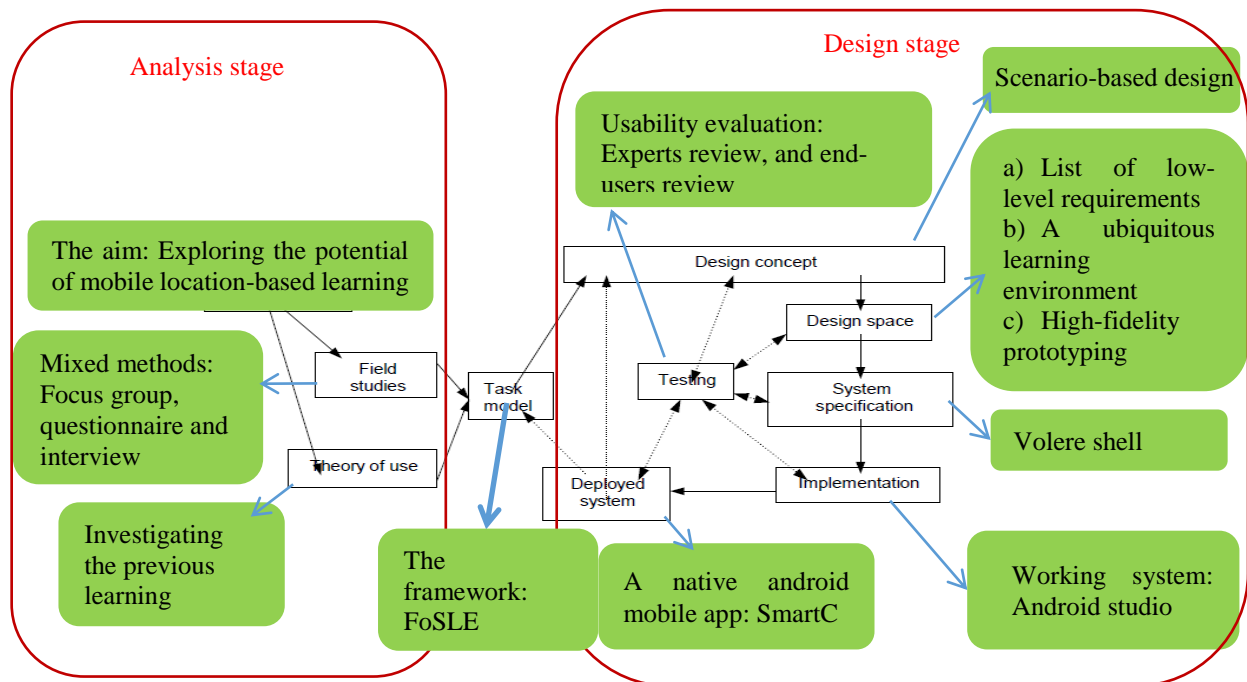 Analysis stage
Design stage
Scenario-based design
Usability evaluation:
Experts review, and end-
users review
a) List of low-
level requirements
b) A ubiquitous
learning
environment
c) High-fidelity
prototyping
The aim: Exploring the potential
of mobile location-based learning
Design concept
Design space
Mixed methods:
Focus group,
questionnaire and
interview
Field
studies
Task
model
Testing
System
specification
Volere shell
Theory of use
Deployed
system
Implementation
Investigating
the previous
learning
The
framework:
FoSLE
A native android
mobile app: SmartC
Working system:
Android studio